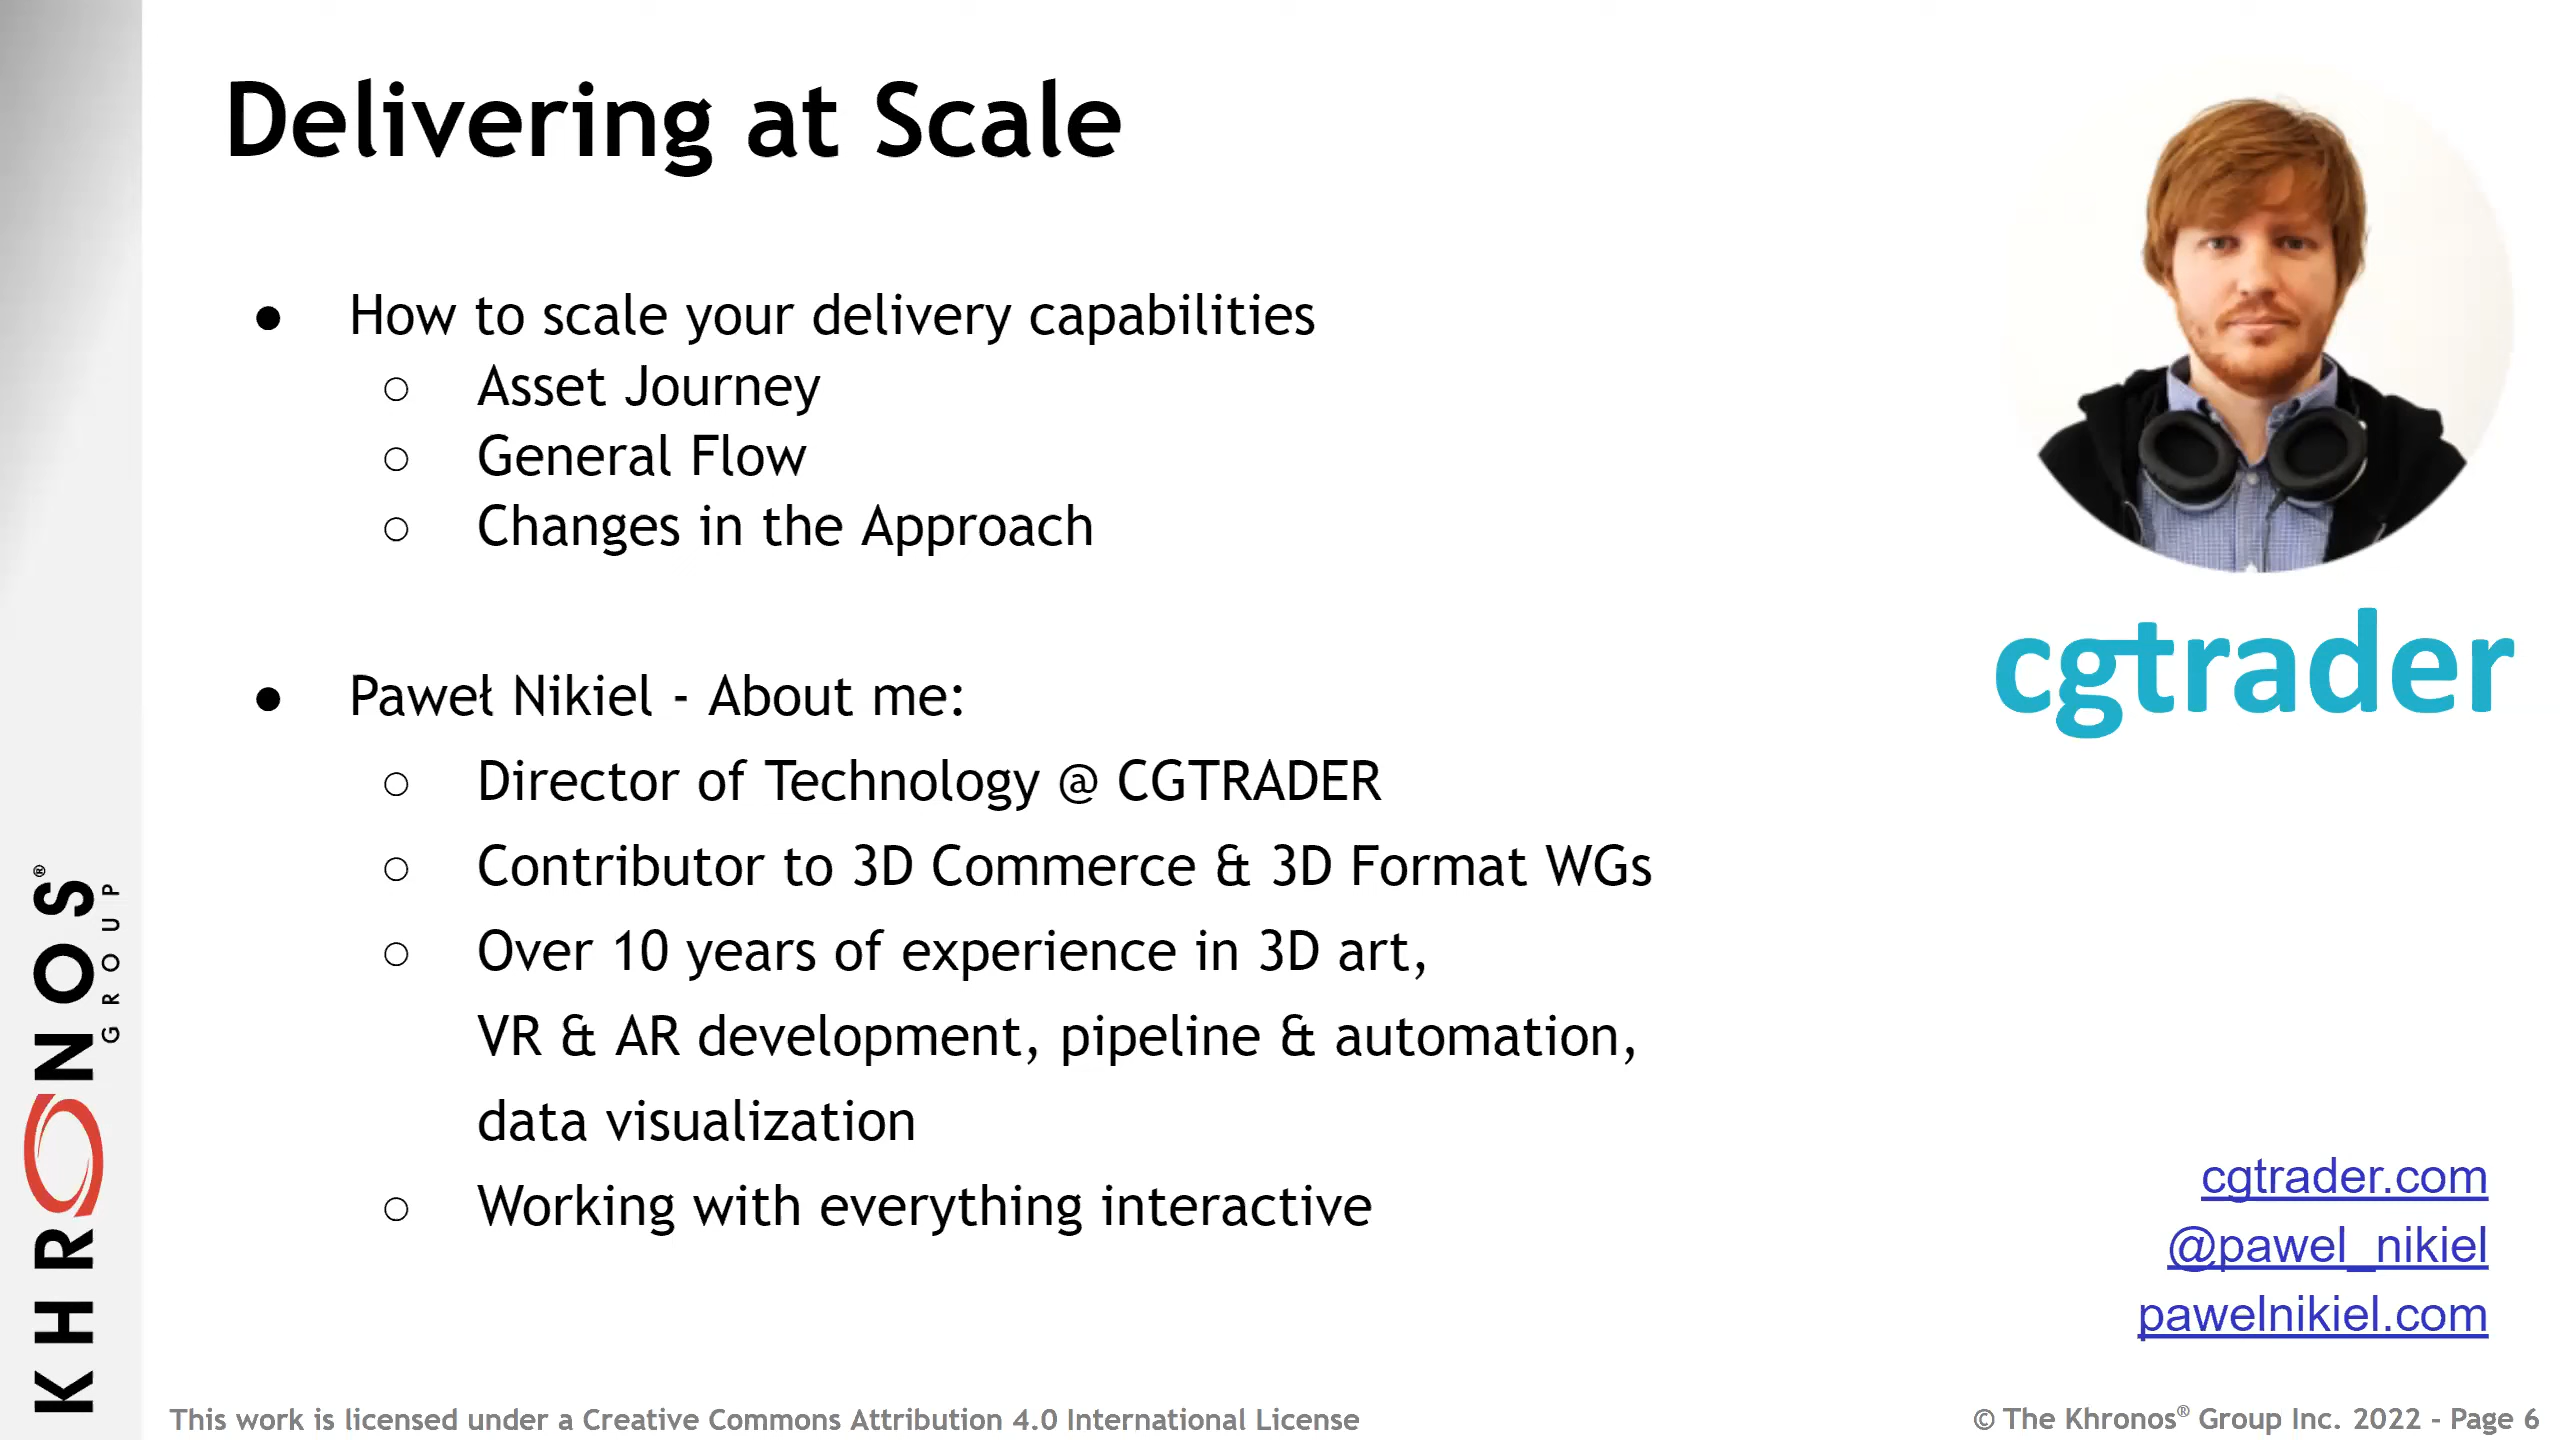 Delivering at Scale
● How to scale your delivery capabilities
○ Asset Journey
○ General Flow
○ Changes in the Approach
● Paweł Nikiel - About me:
○ Director of Technology @ CGTRADER
○ Contributor to 3D Commerce & 3D Format WGs
○ Over 10 years of experience in 3D art,
VR & AR development, pipeline & automation,
data visualization
○ Working with everything interactive
cgtrader
cgtrader.com
@pawel_nikiel
pawelnikiel.com
KHRONOS®
GROUP
This work is licensed under a Creative Commons Attribution 4.0 International License
© The Khronos® Group Inc. 2022 - Page 6